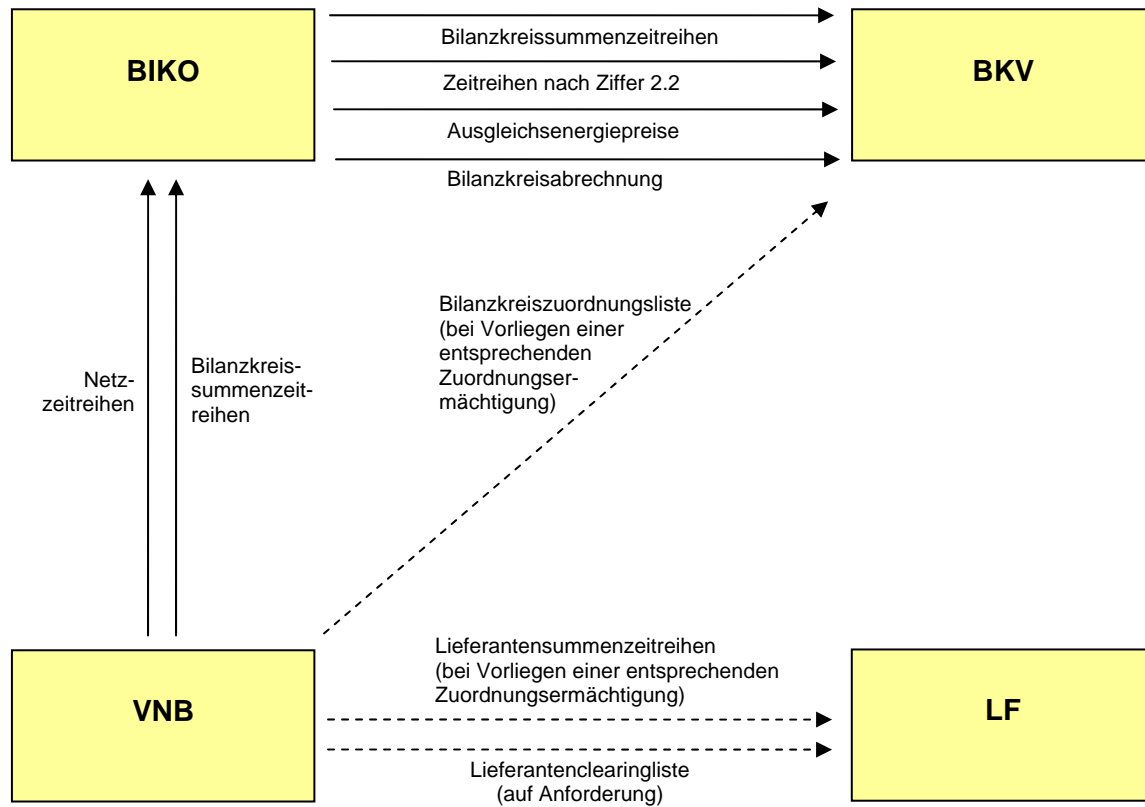 BIKO
Bilanzkreissummenzeitreihen
Zeitreihen nach Ziffer 2.2
Ausgleichsenergiepreise
Bilanzkreisabrechnung
BKV
Netz-
zeitreihen
Bilanzkreis-
summenzeit-
reihen
Bilanzkreiszuordnungsliste
(bei Vorliegen einer
entsprechenden
Zuordnungser-
mächtigung)
VNB
Lieferantensummenzeitreihen
(bei Vorliegen einer entsprechenden
Zuordnungsermächtigung)
Lieferantenclearingliste
(auf Anforderung)
LF